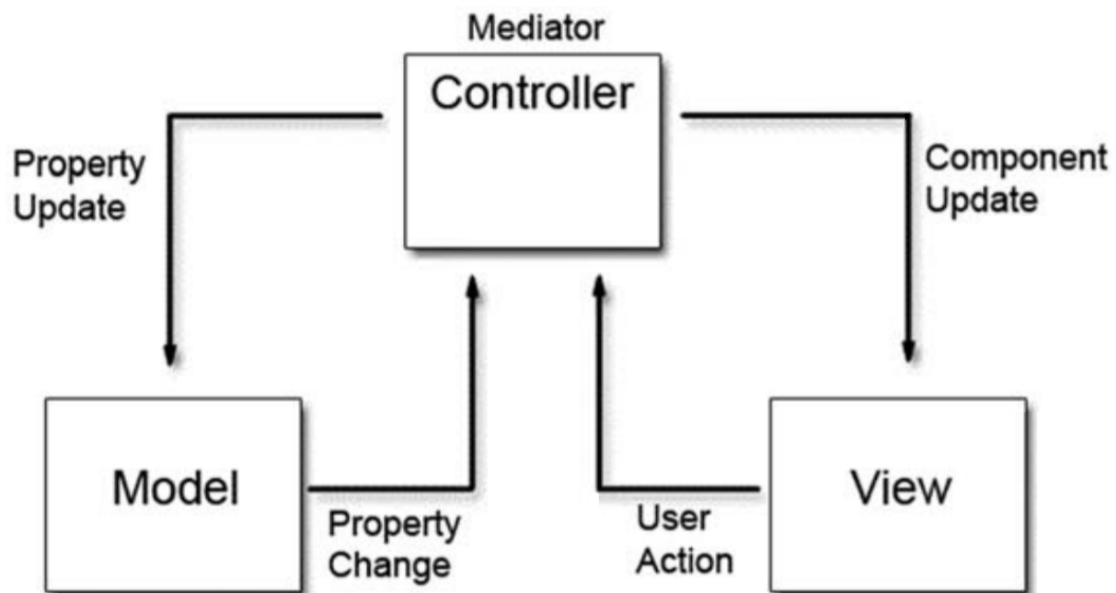 Mediator
Controller
Property
Update
Component
Update
Model
Property
Change
User
Action
View